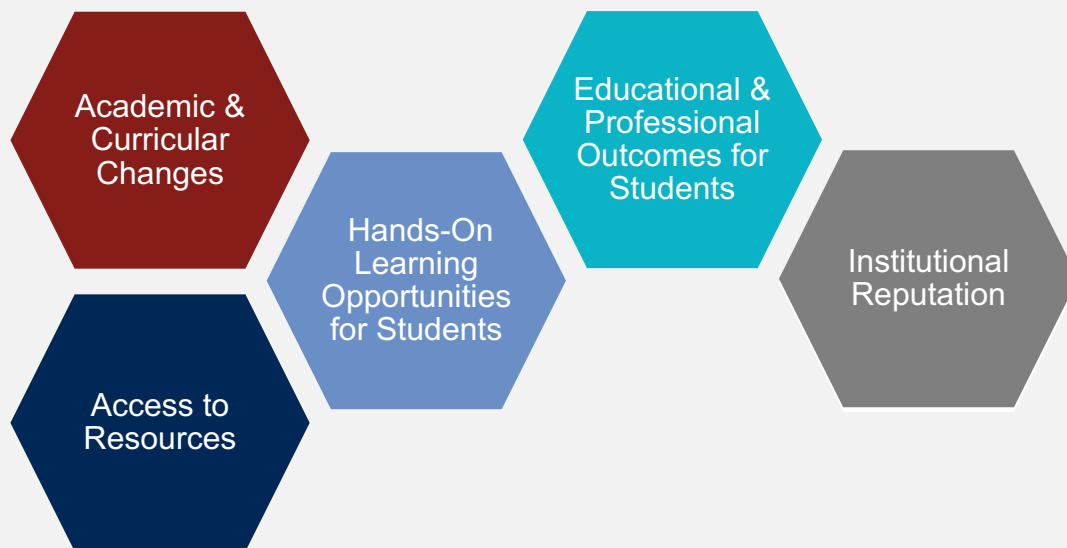 Academic &
Curricular
Changes
Access to
Resources
Hands-On
Learning
Opportunities
for Students
Educational &
Professional
Outcomes for
Students
Institutional
Reputation